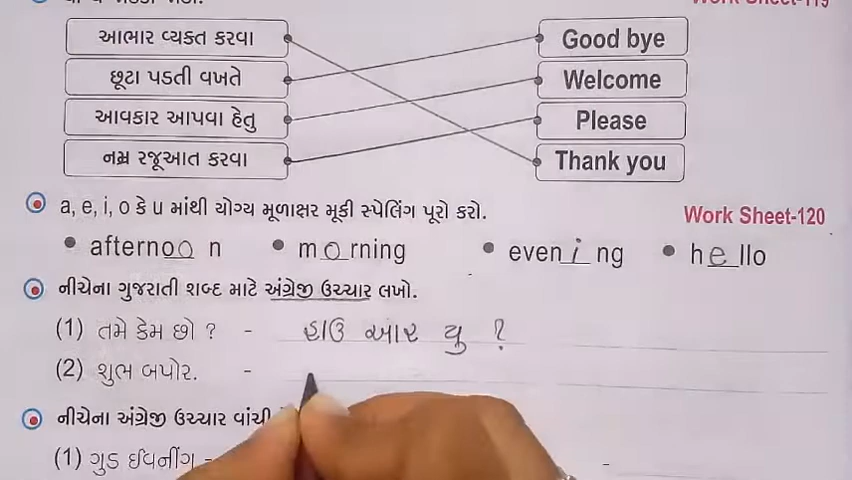 Work Sheet-119
આભાર વ્યક્ત કરવા Good bye
છૂટા પડતી વખતે Welcome
આવકાર આપવા હેતુ Please
નમ્ર રજૂઆત કરવા Thank you
a, e, i, o કે u માંથી યોગ્ય મૂળાક્ષર મૂકી સ્પેલિંગ પૂરો કરો. Work Sheet-120
• afternoo n • morning • even i ng • hello
નીચેના ગુજરાતી શબ્દ માટે અંગ્રેજી ઉચ્ચાર લખો.
(1) તમે કેમ છો ? - હાઉ આર યુ ?
(2) શુભ બપોર. -
નીચેના અંગ્રેજી ઉચ્ચાર વાંચી
(1) ગુડ ઈવનીંગ - -